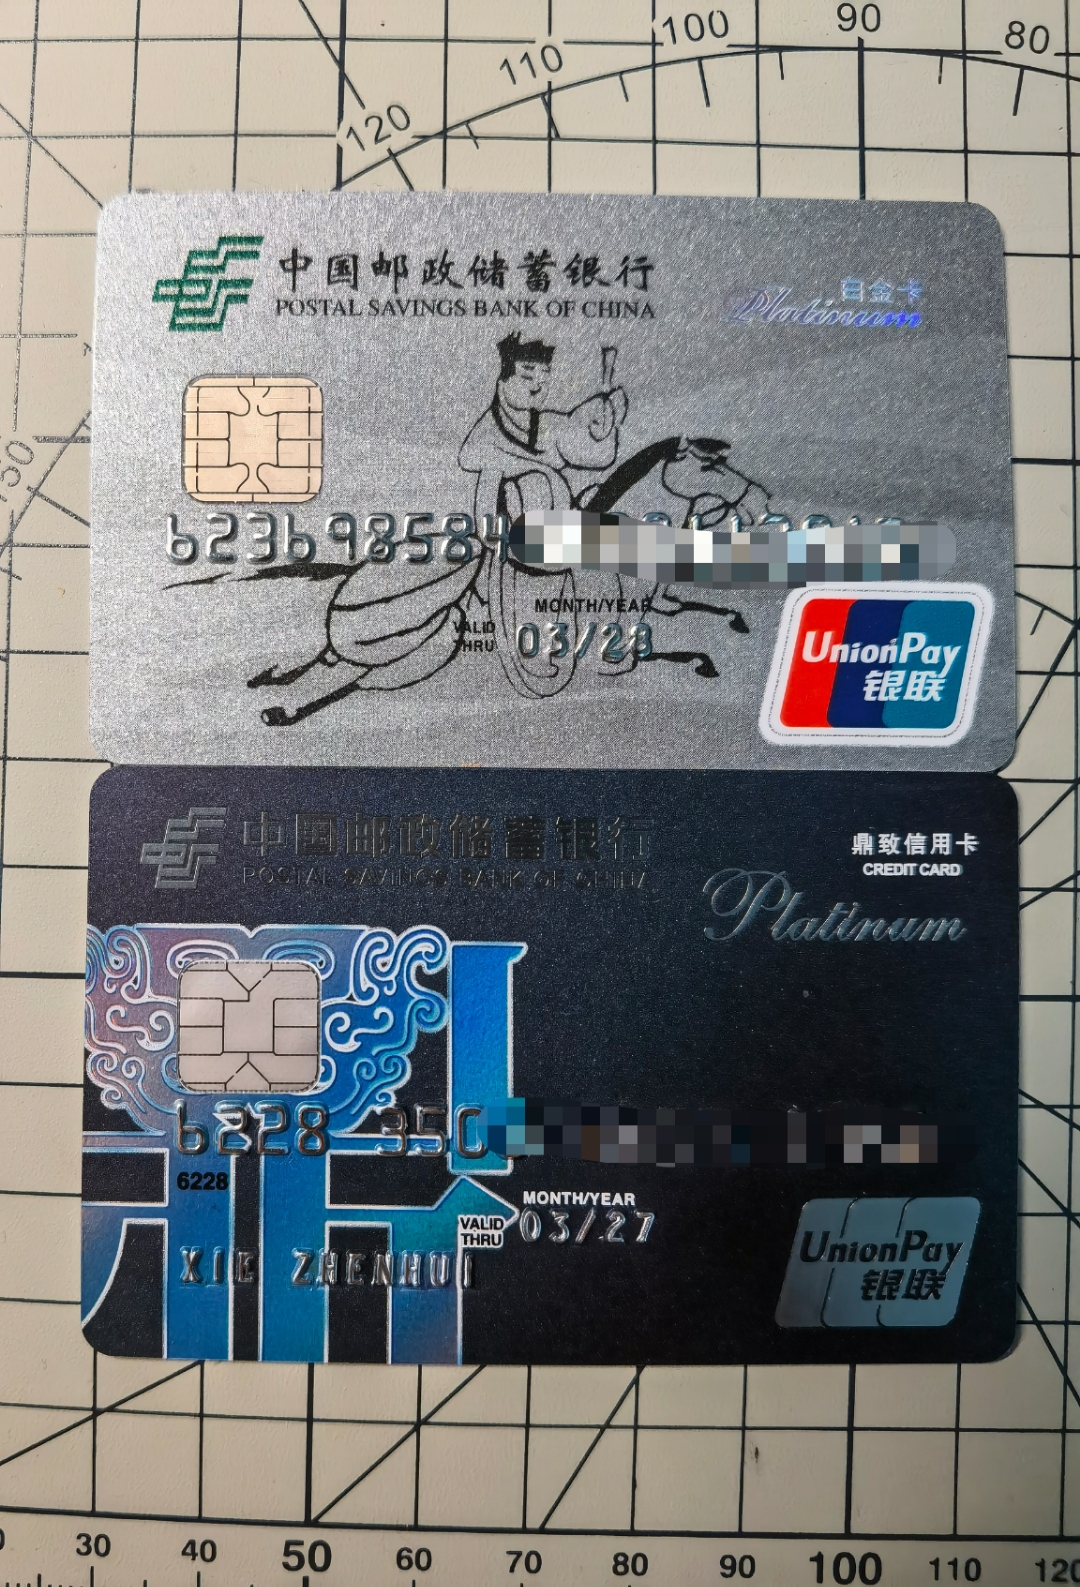 120 110 100 90 80
150
中国邮政储蓄银行
POSTAL SAVINGS BANK OF CHINA
白金卡
Platinum
623698584
MONTH/YEAR
VALID
THRU
03/28
UnionPay
银联
中国邮政储蓄银行
POSTAL SAVINGS BANK OF CHINA
鼎致信用卡
CREDIT CARD
Platinum
6228 350
6228
MONTH/YEAR
VALID
THRU
03/27
XIE ZHENHUI
UnionPay
银联
30 40 50 60 70 80 90 100 110 120